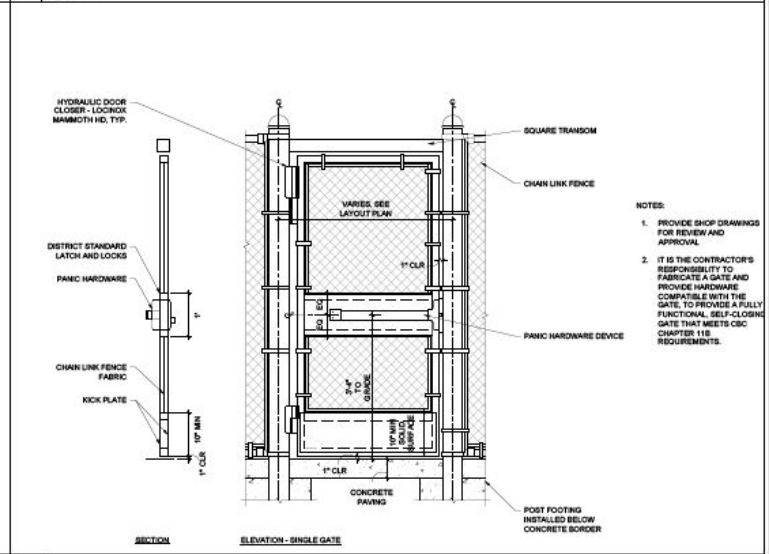 HYDRAULIC DOOR
CLOSER - LOCINOX
MAMMOTH HD, TYP.
DISTRICT STANDARD
LATCH AND LOCKS
PANIC HARDWARE
1'
CHAIN LINK FENCE
FABRIC
KICK PLATE
10" MIN
1" CLR
SECTION
SQUARE TRANSOM
CHAIN LINK FENCE
VARIES, SEE
LAYOUT PLAN
1" CLR
EQ
EQ
PANIC HARDWARE DEVICE
3'-4"
TO
GRADE
10" MIN
SOLID
SURFACE
1" CLR
CONCRETE
PAVING
POST FOOTING
INSTALLED BELOW
CONCRETE BORDER
ELEVATION - SINGLE GATE
NOTES:
1. PROVIDE SHOP DRAWINGS
FOR REVIEW AND
APPROVAL
2. IT IS THE CONTRACTOR'S
RESPONSIBILITY TO
FABRICATE A GATE AND
PROVIDE HARDWARE
COMPATIBLE WITH THE
GATE, TO PROVIDE A FULLY
FUNCTIONAL, SELF-CLOSING
GATE THAT MEETS CBC
CHAPTER 11B
REQUIREMENTS.